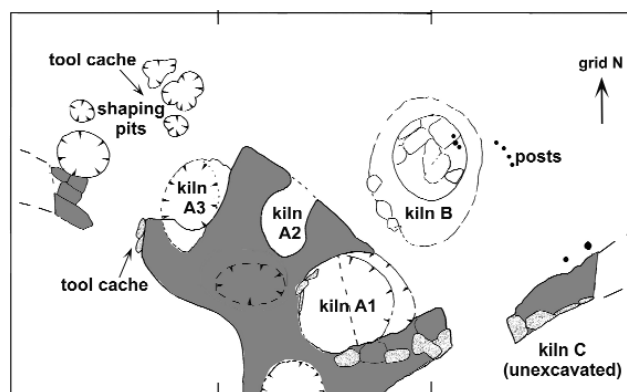 tool cache
shaping
pits
grid N
kiln
A3
kiln
A2
kiln B
posts
tool cache
kiln A1
kiln C
(unexcavated)